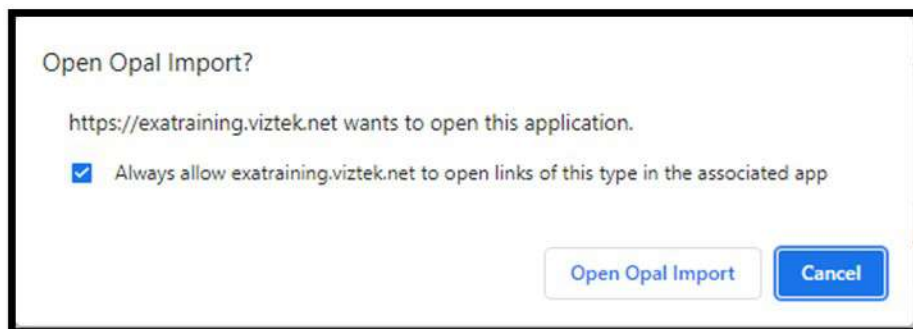 Open Opal Import?
https://exatraining.viztek.net wants to open this application.
Always allow exatraining.viztek.net to open links of this type in the associated app
Open Opal Import
Cancel